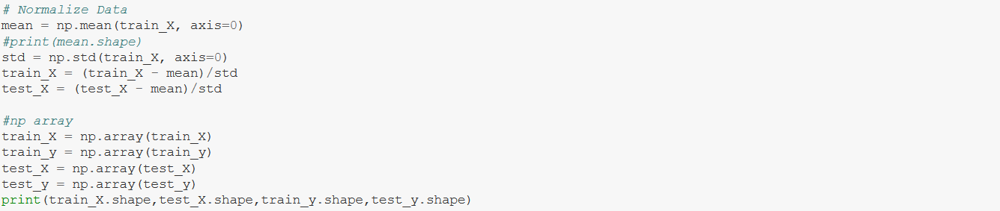 # Normalize Data
mean = np.mean(train_X, axis=0)
#print(mean.shape)
std = np.std(train_X, axis=0)
train_X = (train_X - mean)/std
test_X = (test_X - mean)/std
#np array
train_X = np.array(train_X)
train_y = np.array(train_y)
test_X = np.array(test_X)
test_y = np.array(test_y)
print(train_X.shape,test_X.shape,train_y.shape,test_y.shape)